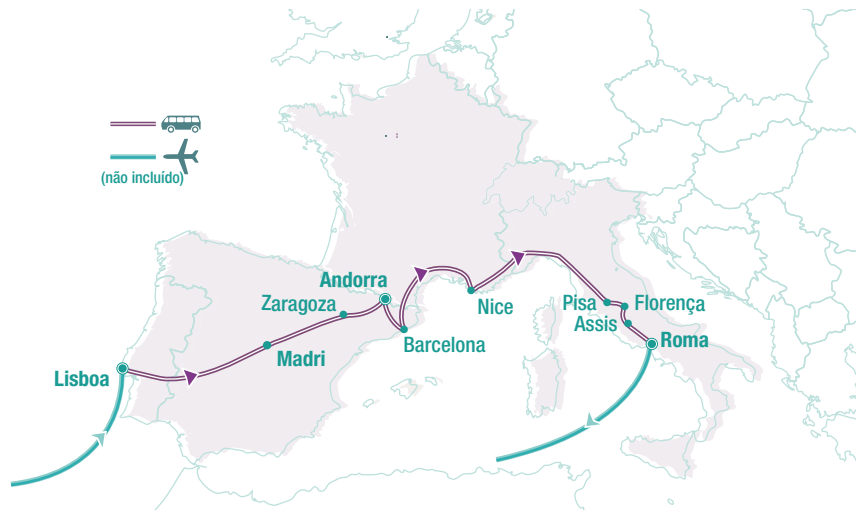 (não incluído)
Andorra
Zaragoza
Nice
Pisa
Florença
Assis
Roma
Barcelona
Madri
Lisboa